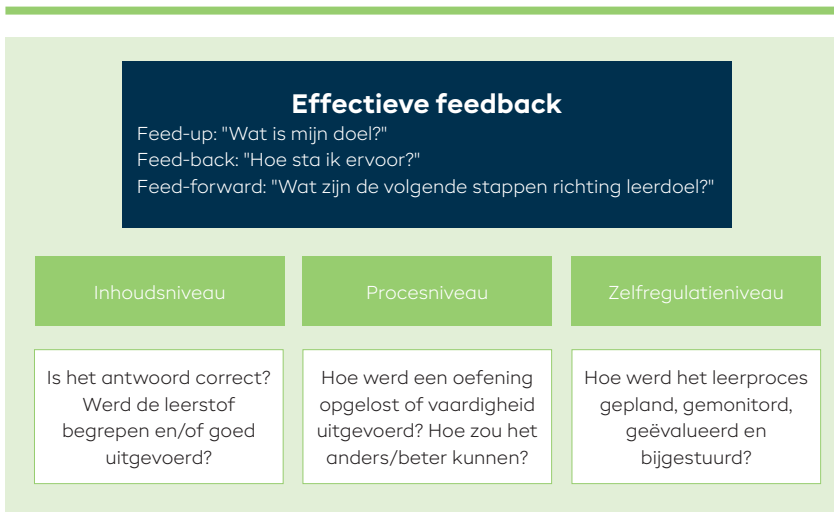 Effectieve feedback
Feed-up: "Wat is mijn doel?"
Feed-back: "Hoe sta ik ervoor?"
Feed-forward: "Wat zijn de volgende stappen richting leerdoel?"
Inhoudsniveau
Procesniveau
Zelfregulatieniveau
Is het antwoord correct?
Werd de leerstof
begrepen en/of goed
uitgevoerd?
Hoe werd een oefening
opgelost of vaardigheid
uitgevoerd? Hoe zou het
anders/beter kunnen?
Hoe werd het leerproces
gepland, gemonitord,
geëvalueerd en
bijgestuurd?